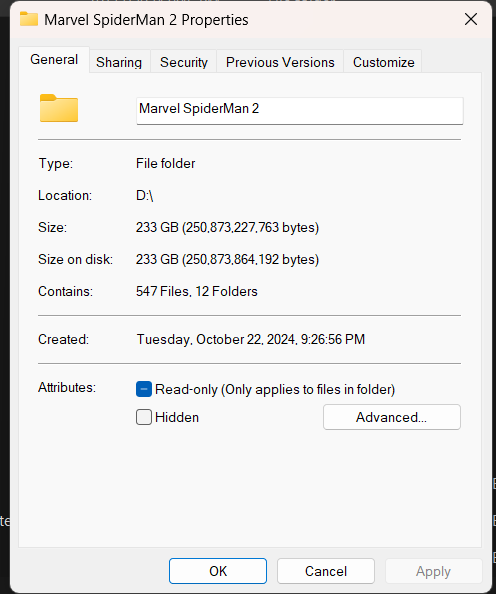 Marvel SpiderMan 2 Properties
General Sharing Security Previous Versions Customize
Marvel SpiderMan 2
Type: File folder
Location: D:\
Size: 233 GB (250,873,227,763 bytes)
Size on disk: 233 GB (250,873,864,192 bytes)
Contains: 547 Files, 12 Folders
Created: Tuesday, October 22, 2024, 9:26:56 PM
Attributes: Read-only (Only applies to files in folder)
Hidden Advanced...
OK Cancel Apply